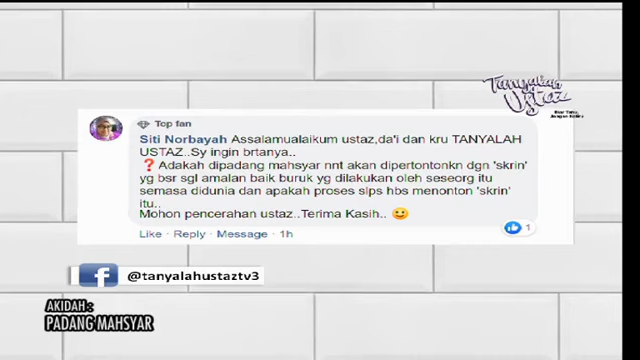 Tanyalah
Ustaz
Top fan
Siti Norbayah Assalamualaikum ustaz,da'i dan kru TANYALAH
USTAZ..Sy ingin brtanya..
❓Adakah dipadang mahsyar nnt akan dipertontonkn dgn 'skrin'
yg bsr sgl amalan baik buruk yg dilakukan oleh seseorg itu
semasa didunia dan apakah proses slps hbs menonton 'skrin'
itu..
Mohon pencerahan ustaz..Terima Kasih.. 😀
Like · Reply · Message · 1h
1
f @tanyalahustaztv3
AKIDAH :
PADANG MAHSYAR